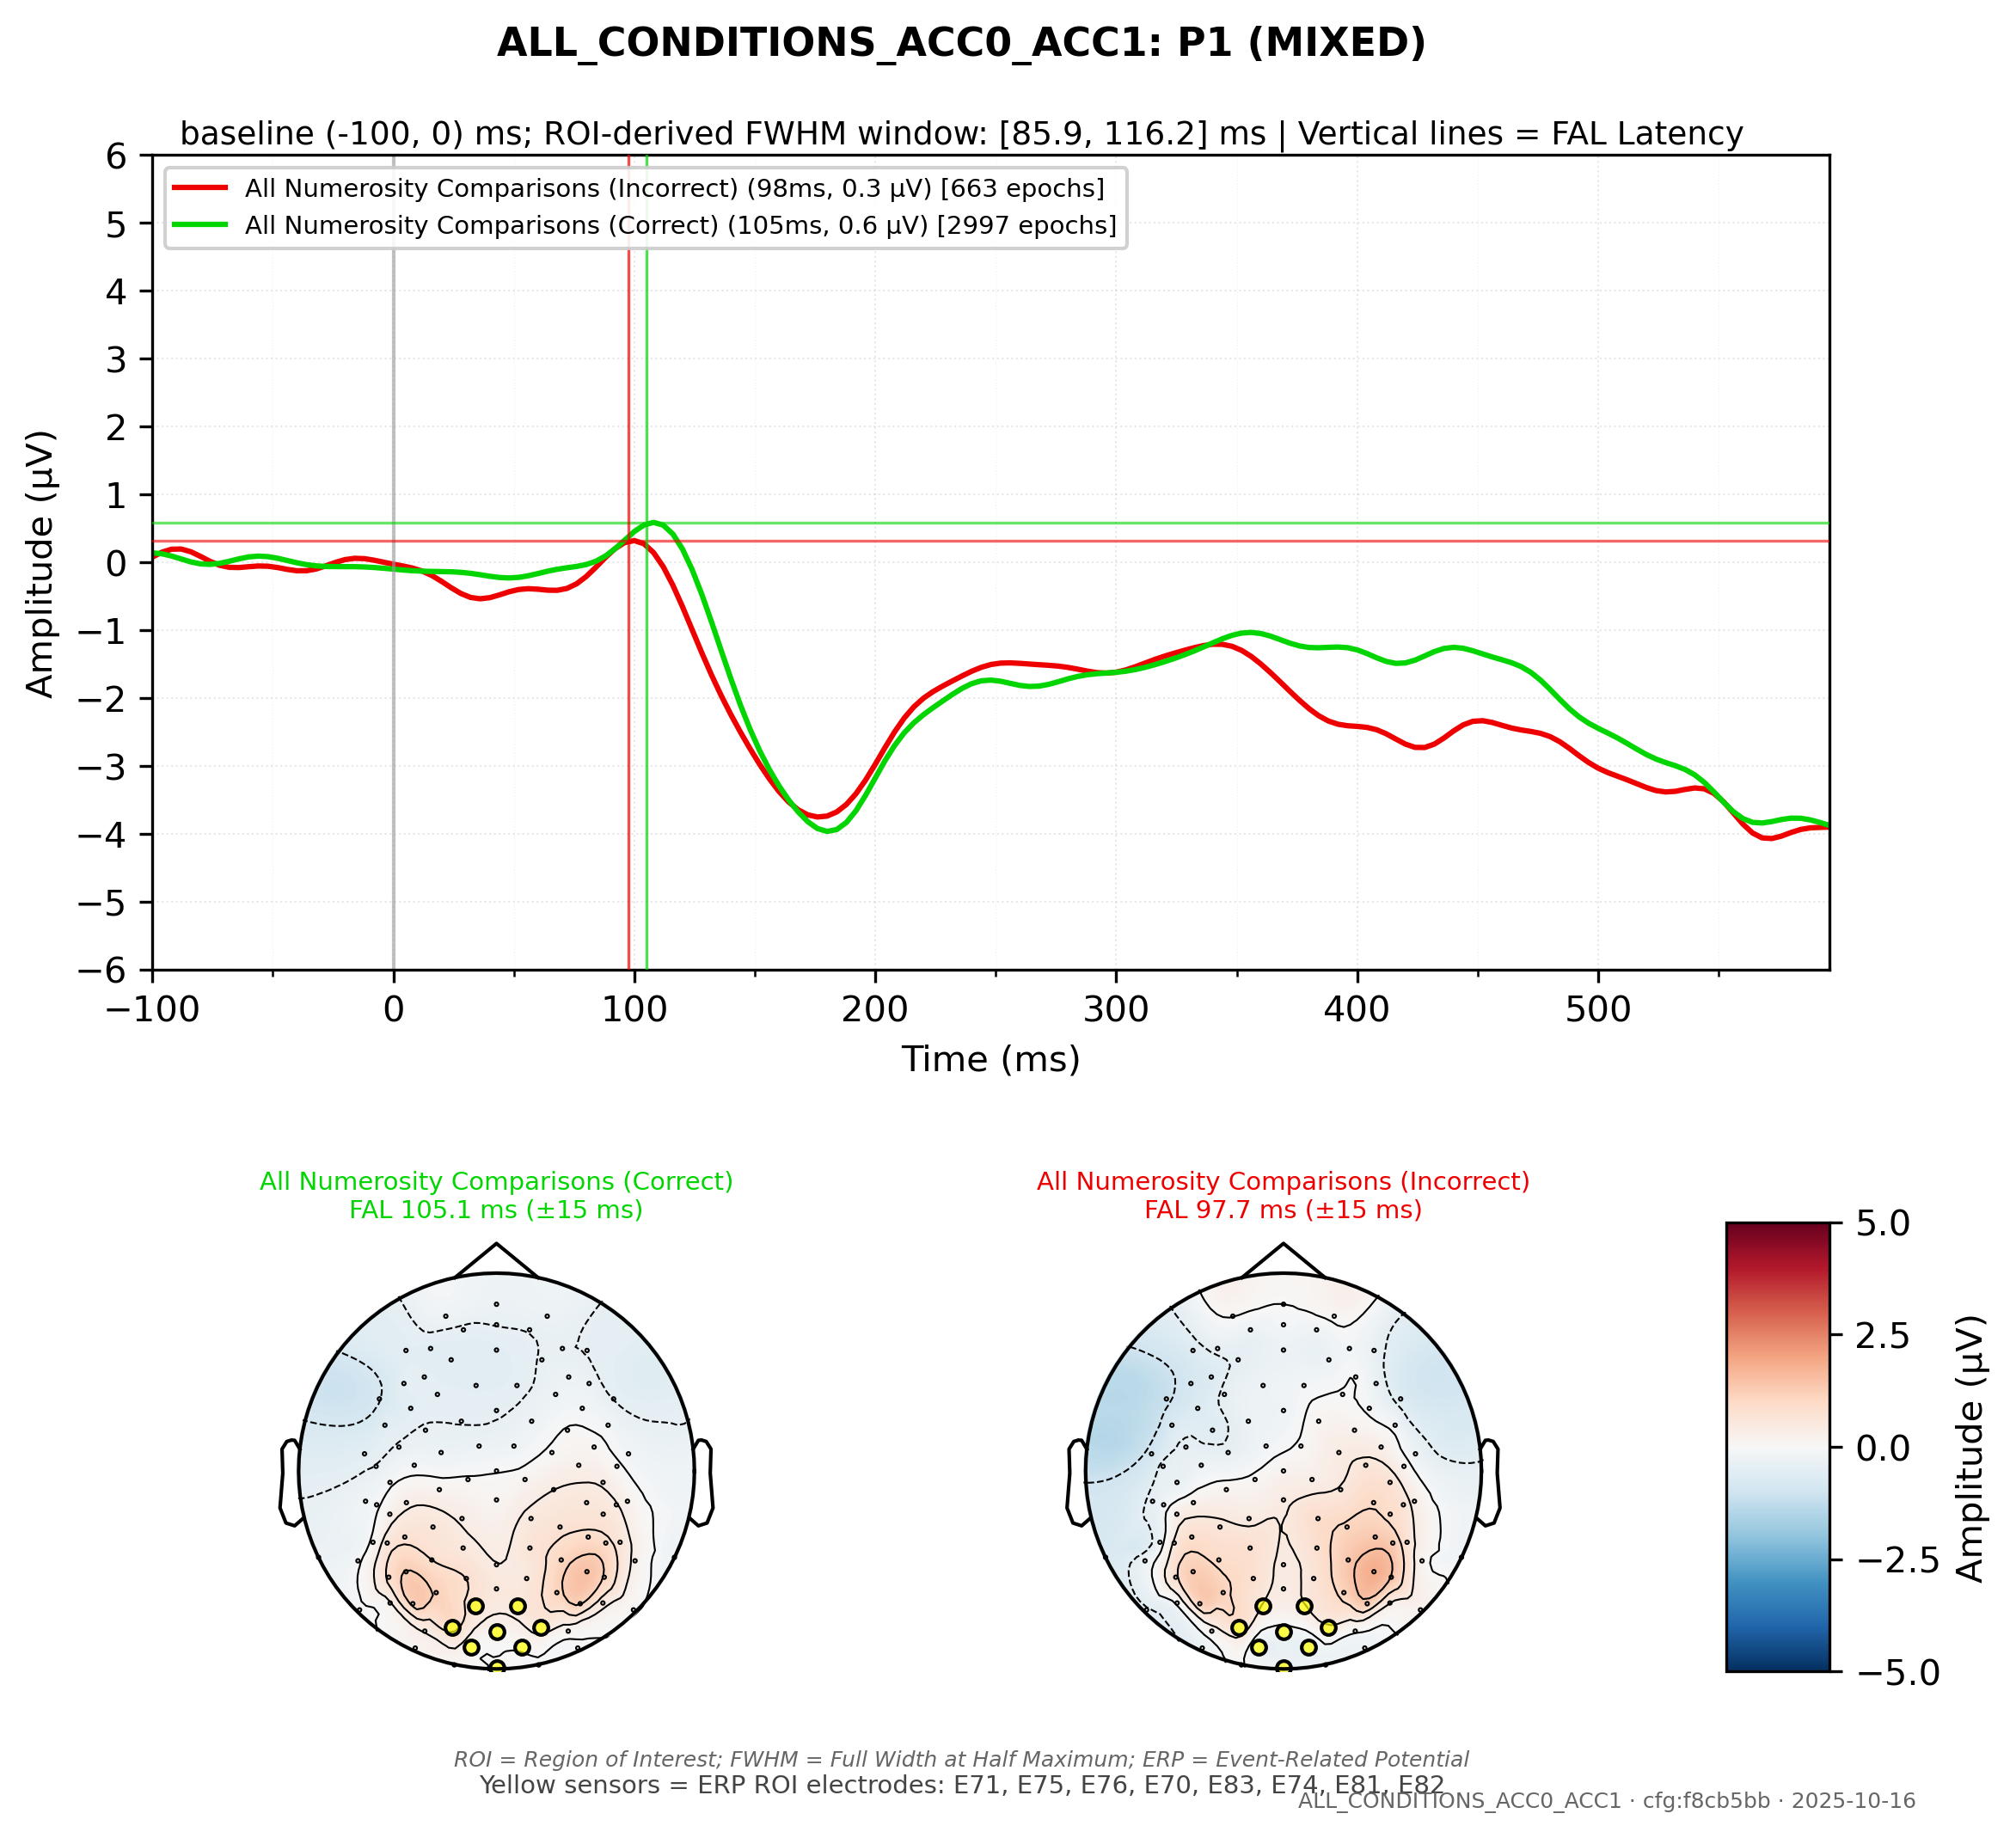 ALL_CONDITIONS_ACC0_ACC1: P1 (MIXED)
baseline (-100, 0) ms; ROI-derived FWHM window: [85.9, 116.2] ms | Vertical lines = FAL Latency
All Numerosity Comparisons (Incorrect) (98ms, 0.3 μV) [663 epochs]
All Numerosity Comparisons (Correct) (105ms, 0.6 μV) [2997 epochs]
Amplitude (μV)
6
5
4
3
2
1
0
−1
−2
−3
−4
−5
−6
−100 0 100 200 300 400 500
Time (ms)
All Numerosity Comparisons (Correct)
FAL 105.1 ms (±15 ms)
All Numerosity Comparisons (Incorrect)
FAL 97.7 ms (±15 ms)
5.0
2.5
0.0
−2.5
−5.0
Amplitude (μV)
ROI = Region of Interest; FWHM = Full Width at Half Maximum; ERP = Event-Related Potential
Yellow sensors = ERP ROI electrodes: E71, E75, E76, E70, E83, E74, E81, E82
ALL_CONDITIONS_ACC0_ACC1 · cfg:f8cb5bb · 2025-10-16